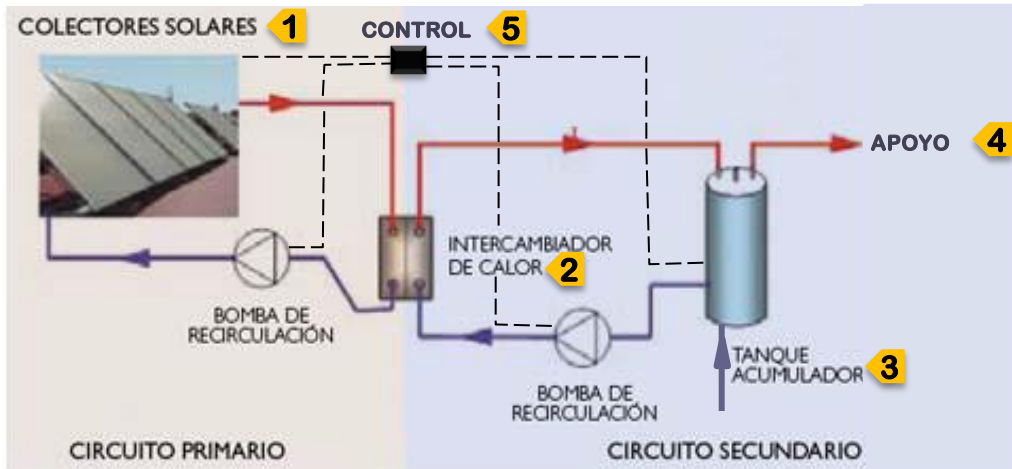 COLECTORES SOLARES 1
CONTROL 5
APOYO 4
INTERCAMBIADOR
DE CALOR 2
BOMBA DE
RECIRCULACIÓN
TANQUE
ACUMULADOR 3
BOMBA DE
RECIRCULACIÓN
CIRCUITO PRIMARIO
CIRCUITO SECUNDARIO